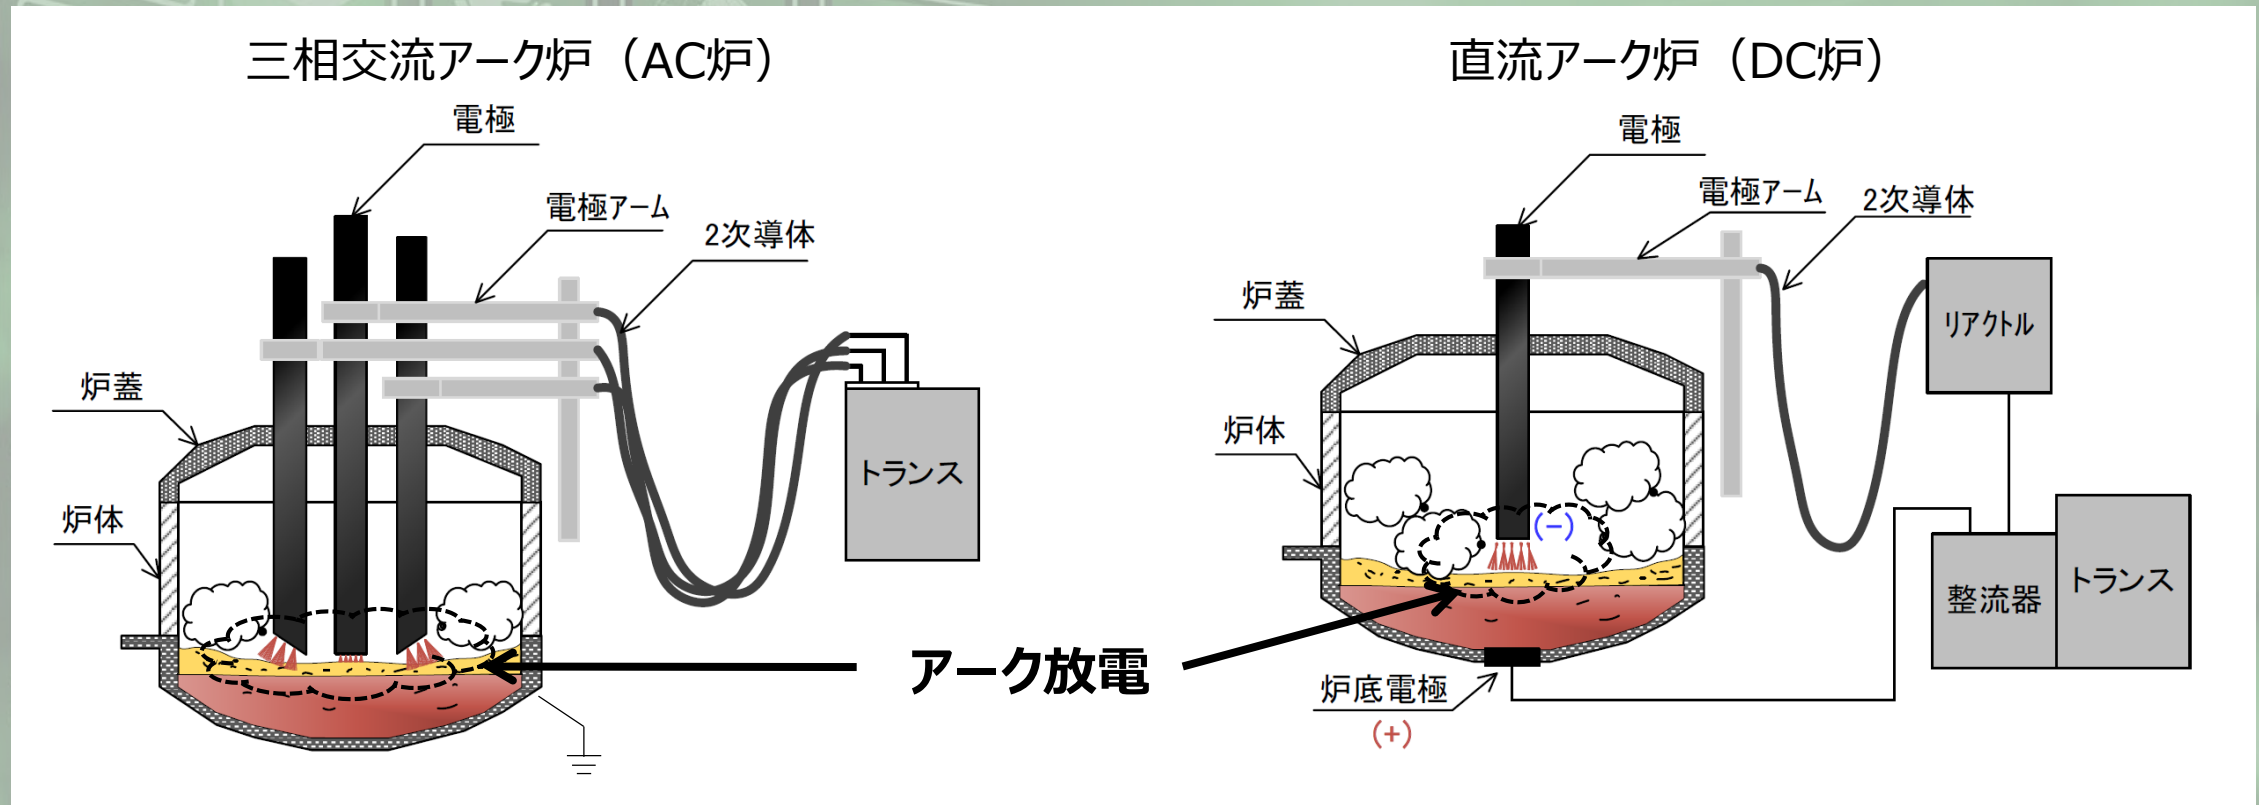 三相交流アーク炉（AC炉）
電極
電極アーム
2次導体
炉蓋
炉体
トランス
アーク放電
直流アーク炉（DC炉）
電極
電極アーム
2次導体
炉蓋
リアクトル
炉体
(−)
整流器
トランス
炉底電極
(+)